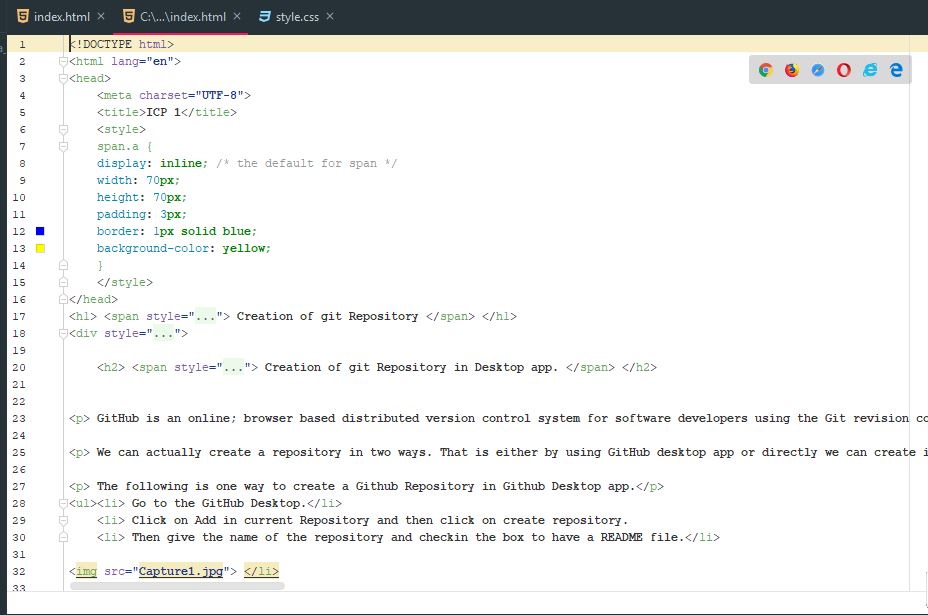 index.html × C:\...\index.html × style.css ×
1 <!DOCTYPE html>
2 <html lang="en">
3 <head>
4 <meta charset="UTF-8">
5 <title>ICP 1</title>
6 <style>
7 span.a {
8 display: inline; /* the default for span */
9 width: 70px;
10 height: 70px;
11 padding: 3px;
12 border: 1px solid blue;
13 background-color: yellow;
14 }
15 </style>
16 </head>
17 <h1> <span style="..."> Creation of git Repository </span> </h1>
18 <div style="...">
19
20 <h2> <span style="..."> Creation of git Repository in Desktop app. </span> </h2>
21
22
23 <p> GitHub is an online; browser based distributed version control system for software developers using the Git revision co
24
25 <p> We can actually create a repository in two ways. That is either by using GitHub desktop app or directly we can create i
26
27 <p> The following is one way to create a Github Repository in Github Desktop app.</p>
28 <ul><li> Go to the GitHub Desktop.</li>
29 <li> Click on Add in current Repository and then click on create repository.
30 <li> Then give the name of the repository and checkin the box to have a README file.</li>
31
32 <img src="Capture1.jpg"> </li>
33